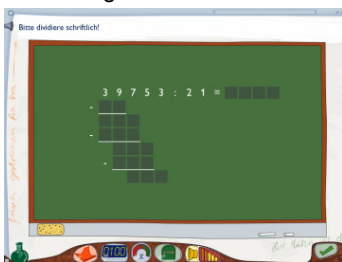 Bitte dividiere schriftlich!
3 9 7 5 3 : 2 1 =
-
-
-
01:00